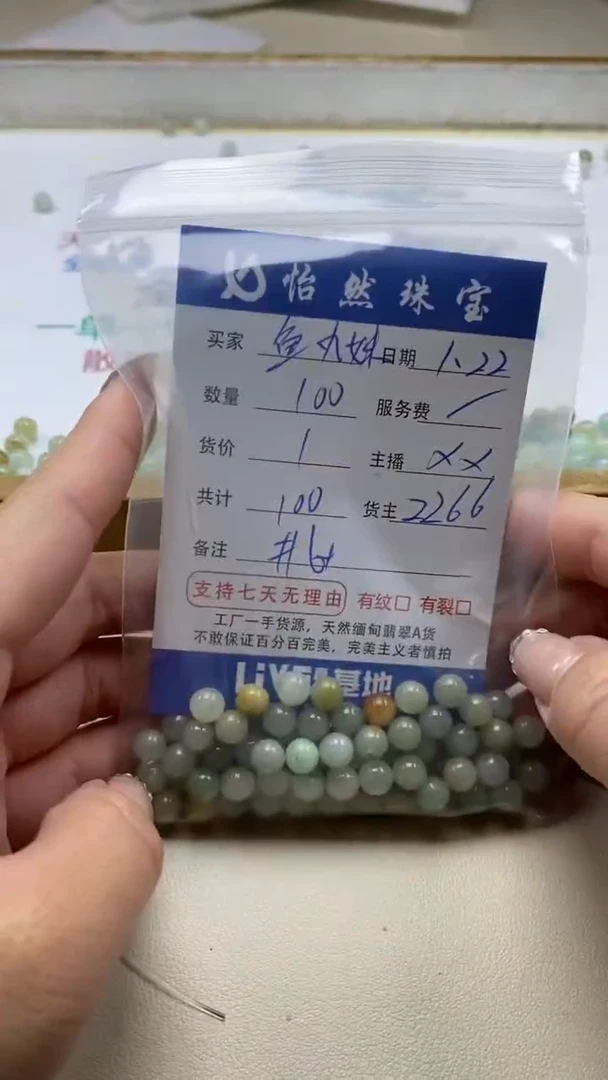 怡然珠宝
买家 鱼丸妹 日期 1.22
数量 100 服务费 /
货价 1 主播 XX
共计 100 货主 2266
备注
支持七天无理由 有纹□ 有裂□
工厂一手货源，天然缅甸翡翠A货
不敢保证百分百完美，完美主义者慎拍
基地